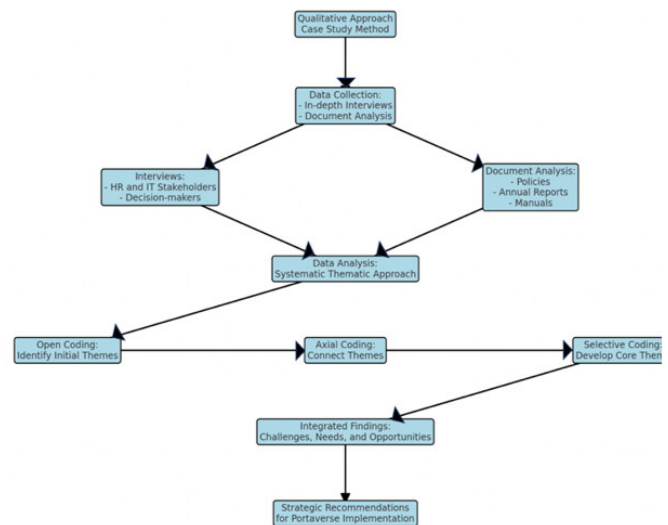 Qualitative Approach
Case Study Method
Data Collection:
- In-depth Interviews
- Document Analysis
Interviews:
- HR and IT Stakeholders
- Decision-makers
Document Analysis:
- Policies
- Annual Reports
- Manuals
Data Analysis:
Systematic Thematic Approach
Open Coding:
Identify Initial Themes
Axial Coding:
Connect Themes
Selective Coding:
Develop Core Them
Integrated Findings:
Challenges, Needs, and Opportunities
Strategic Recommendations
for Portaverse Implementation